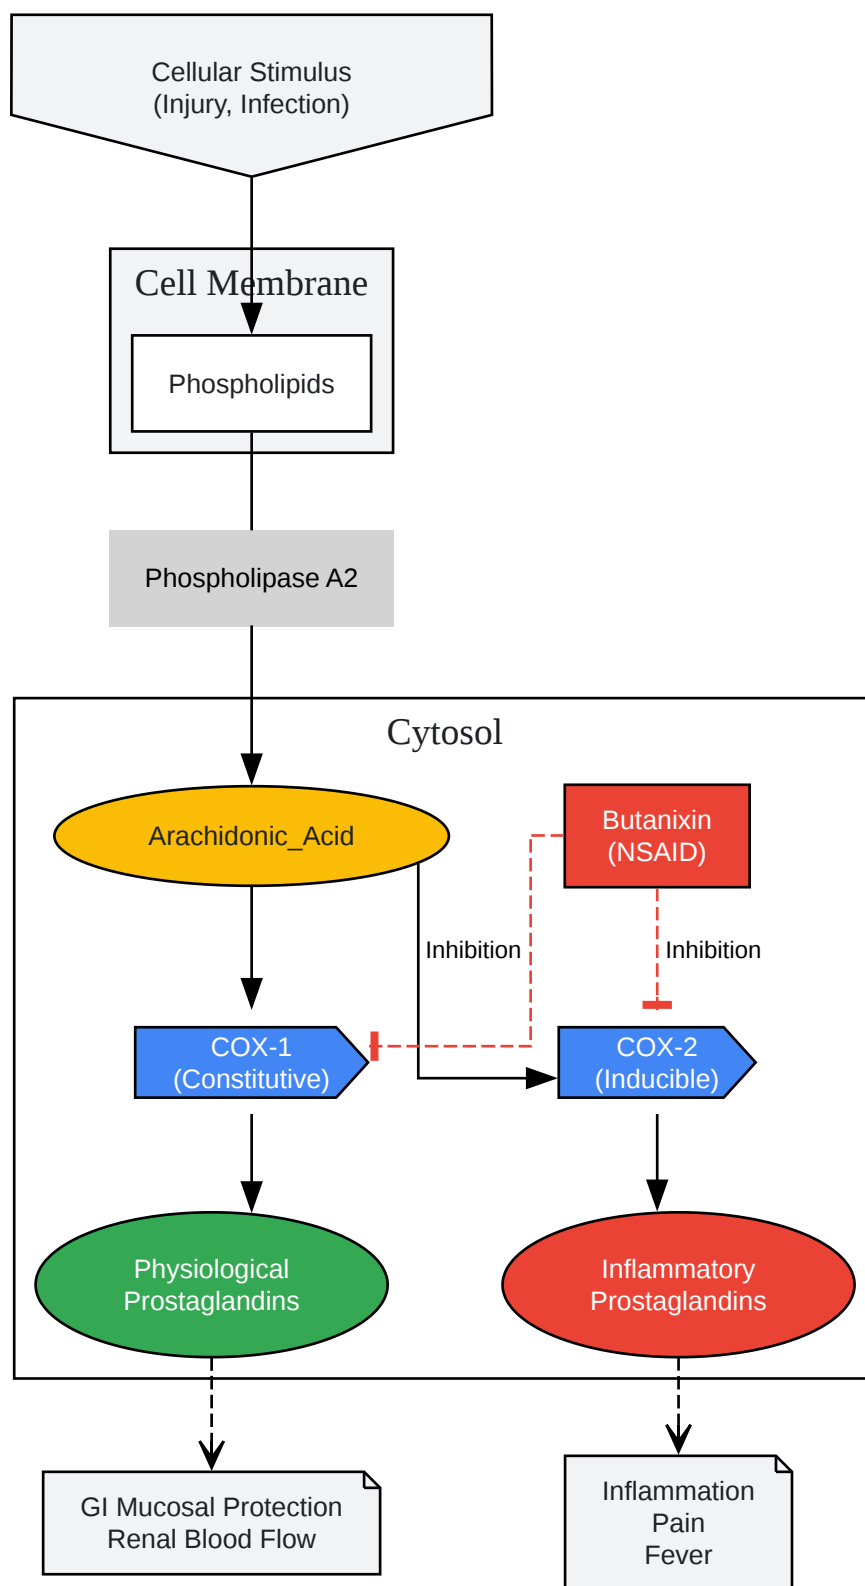 Cellular Stimulus
(Injury, Infection)
Cell Membrane
Phospholipids
Phospholipase A2
Cytosol
Arachidonic_Acid
Butanixin
(NSAID)
Inhibition
Inhibition
COX-1
(Constitutive)
COX-2
(Inducible)
Physiological
Prostaglandins
Inflammatory
Prostaglandins
GI Mucosal Protection
Renal Blood Flow
Inflammation
Pain
Fever